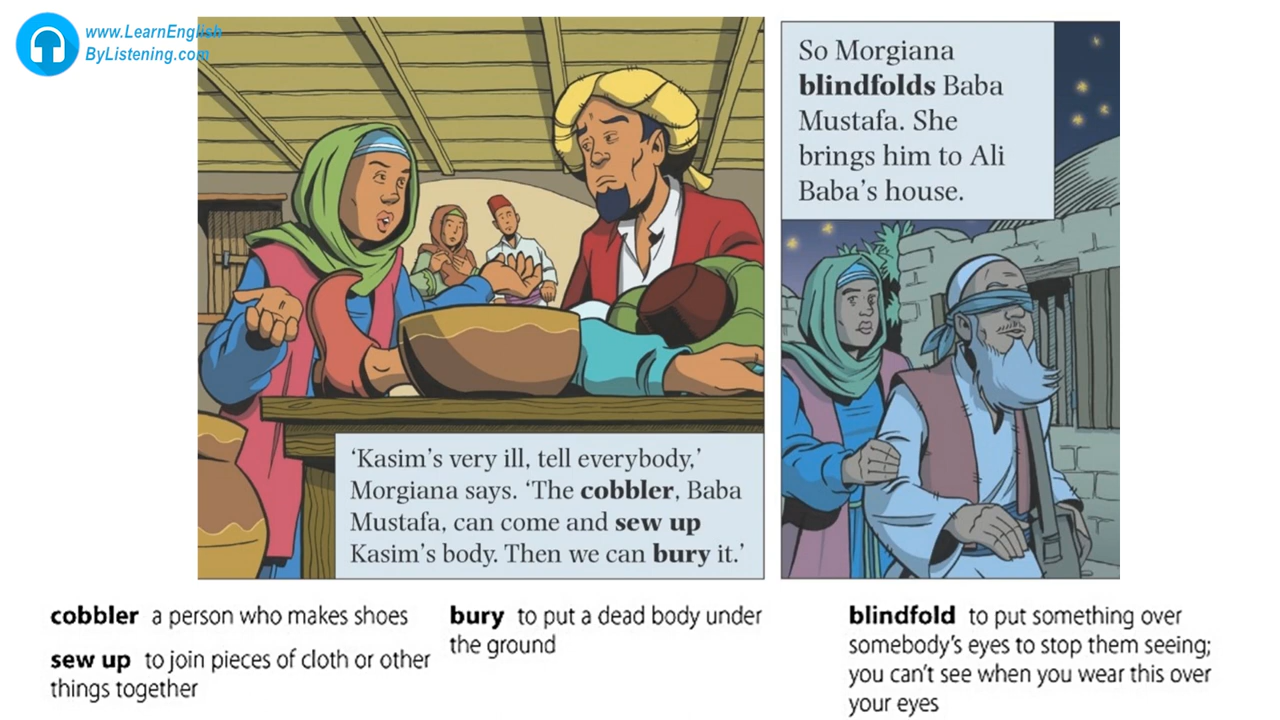 www.LearnEnglish
ByListening.com
‘Kasim’s very ill, tell everybody,’
Morgiana says. ‘The cobbler, Baba
Mustafa, can come and sew up
Kasim’s body. Then we can bury it.’
So Morgiana
blindfolds Baba
Mustafa. She
brings him to Ali
Baba’s house.
cobbler a person who makes shoes
sew up to join pieces of cloth or other
things together
bury to put a dead body under
the ground
blindfold to put something over
somebody’s eyes to stop them seeing;
you can’t see when you wear this over
your eyes